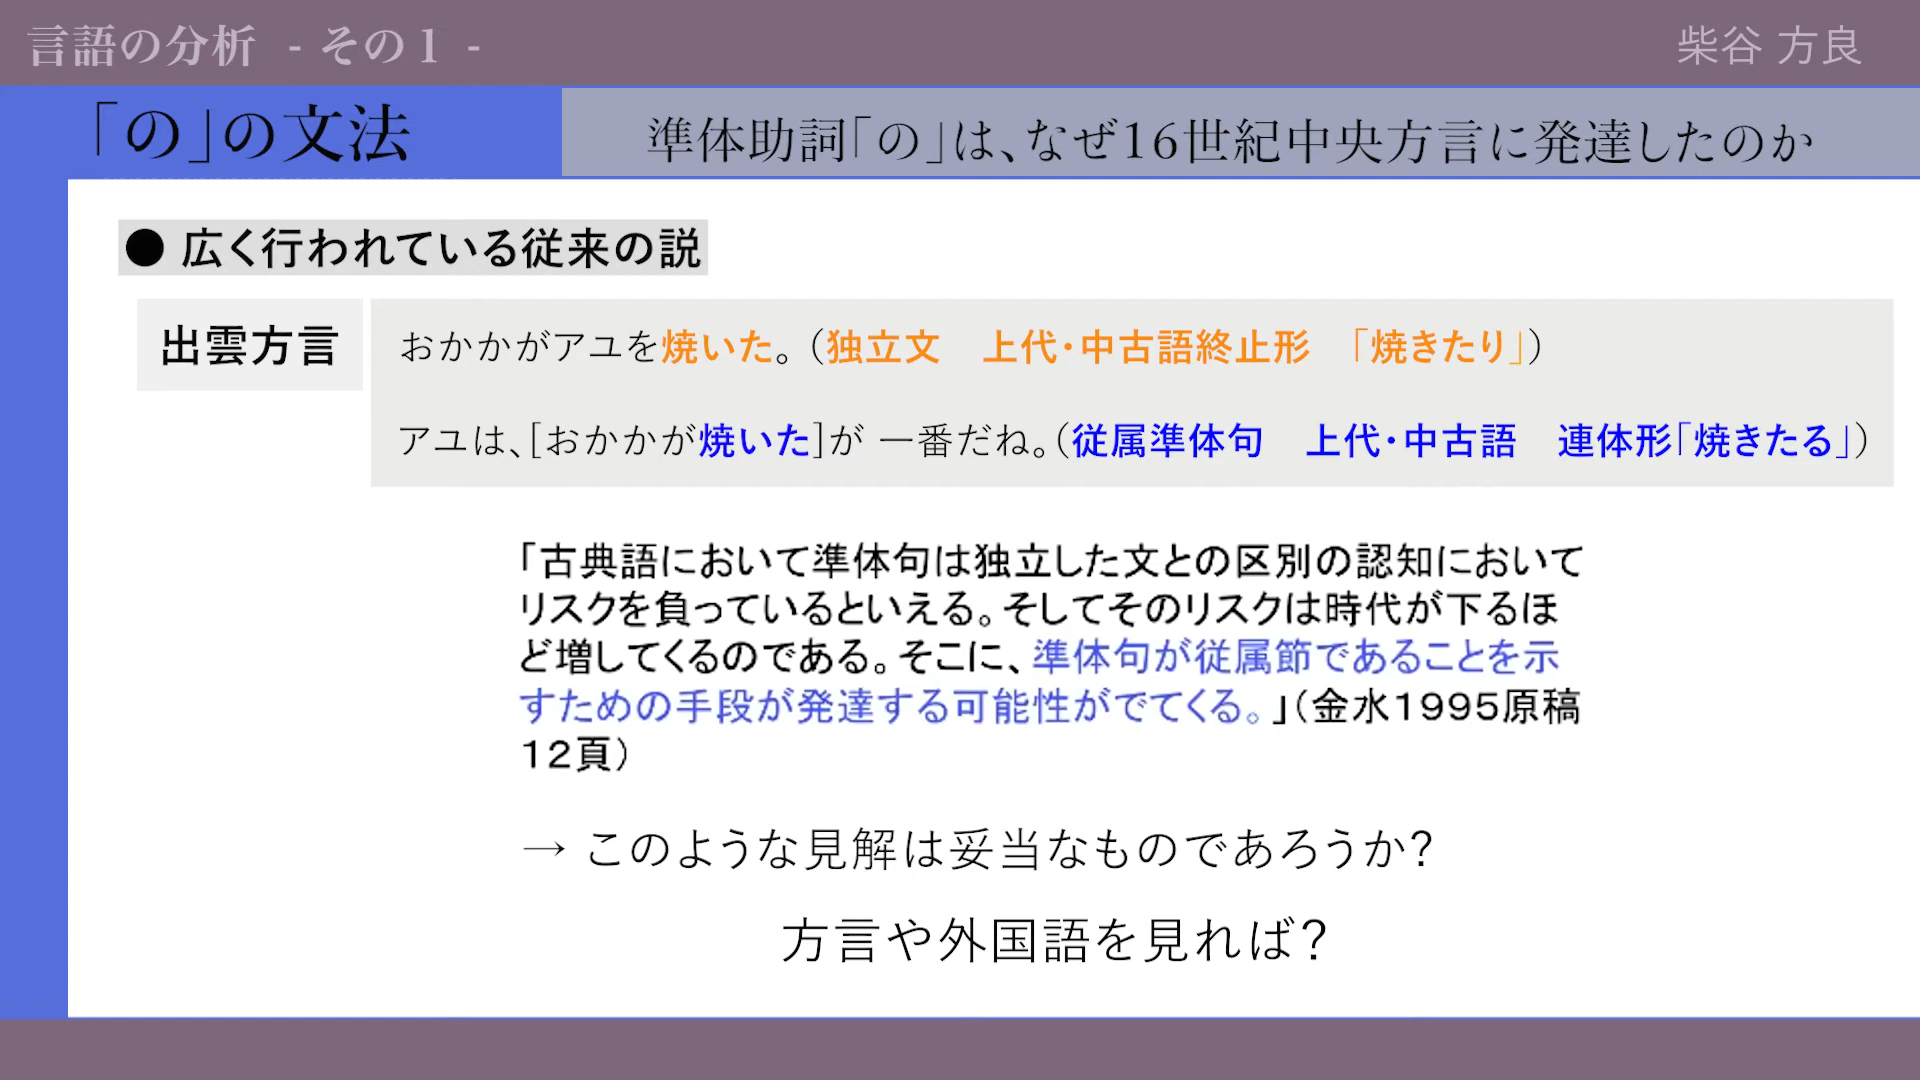 言語の分析 - その１ -
柴谷 方良
「の」の文法
準体助詞「の」は、なぜ16世紀中央方言に発達したのか
● 広く行われている従来の説
出雲方言
おかかがアユを焼いた。（独立文　上代・中古語終止形　「焼きたり」）
アユは、[おかかが焼いた]が 一番だね。（従属準体句　上代・中古語　連体形「焼きたる」）
「古典語において準体句は独立した文との区別の認知において
リスクを負っているといえる。そしてそのリスクは時代が下るほ
ど増してくるのである。そこに、準体句が従属節であることを示
すための手段が発達する可能性がでてくる。」（金水１９９５原稿
１２頁）
→ このような見解は妥当なものであろうか?
方言や外国語を見れば？